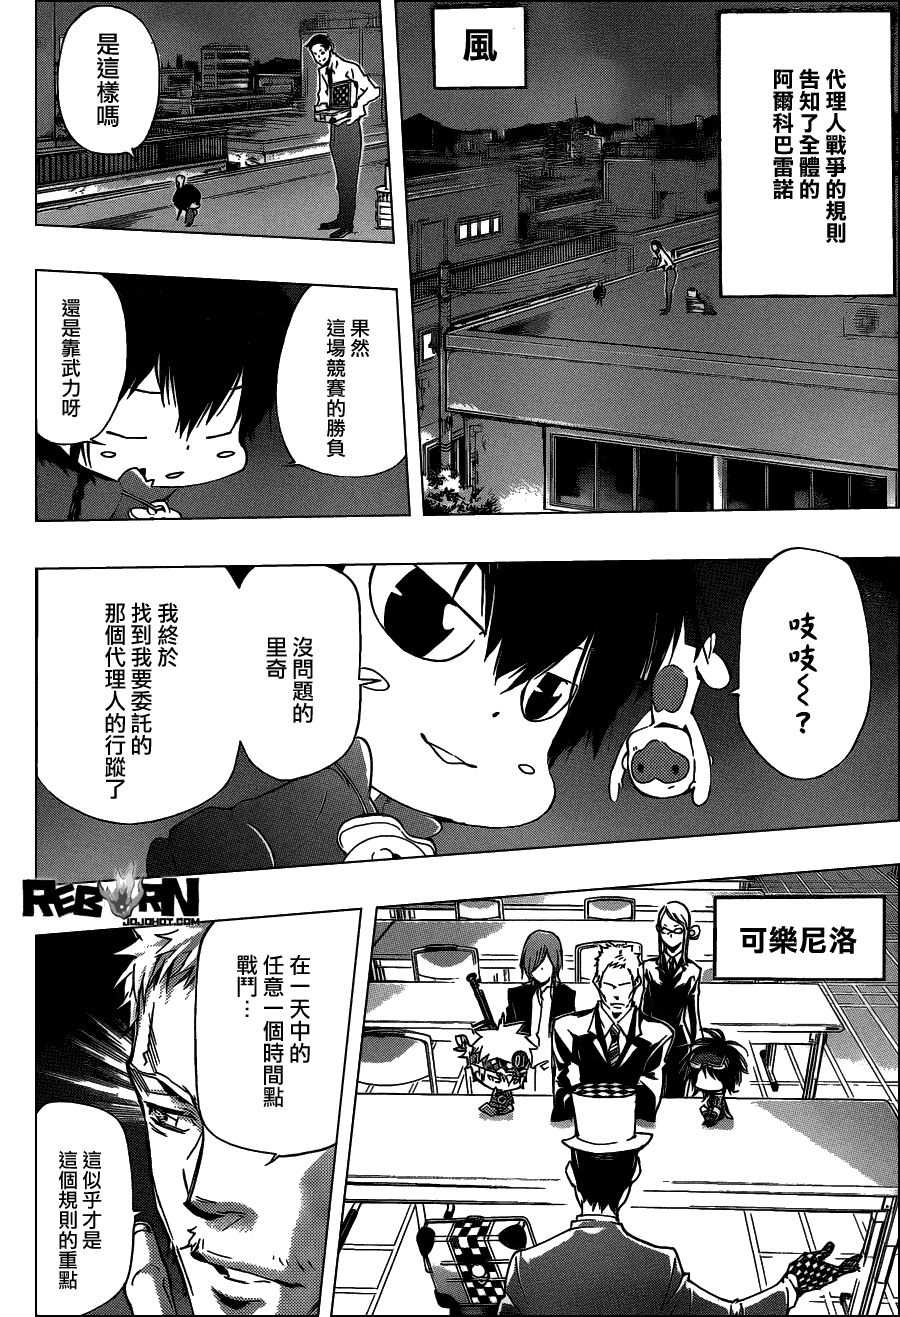 代理人戰爭的規則
告知了全體的
阿爾科巴雷諾
風
是這樣嗎
果然
這場競賽的勝負
還是靠武力呀
吱吱～？
沒問題的
里奇
我終於
找到我要委託的
那個代理人的行蹤了
可樂尼洛
在一天中的
任意一個時間點
戰鬥…
這似乎才是
這個規則的重點
REBORN
JOJOHOT.COM